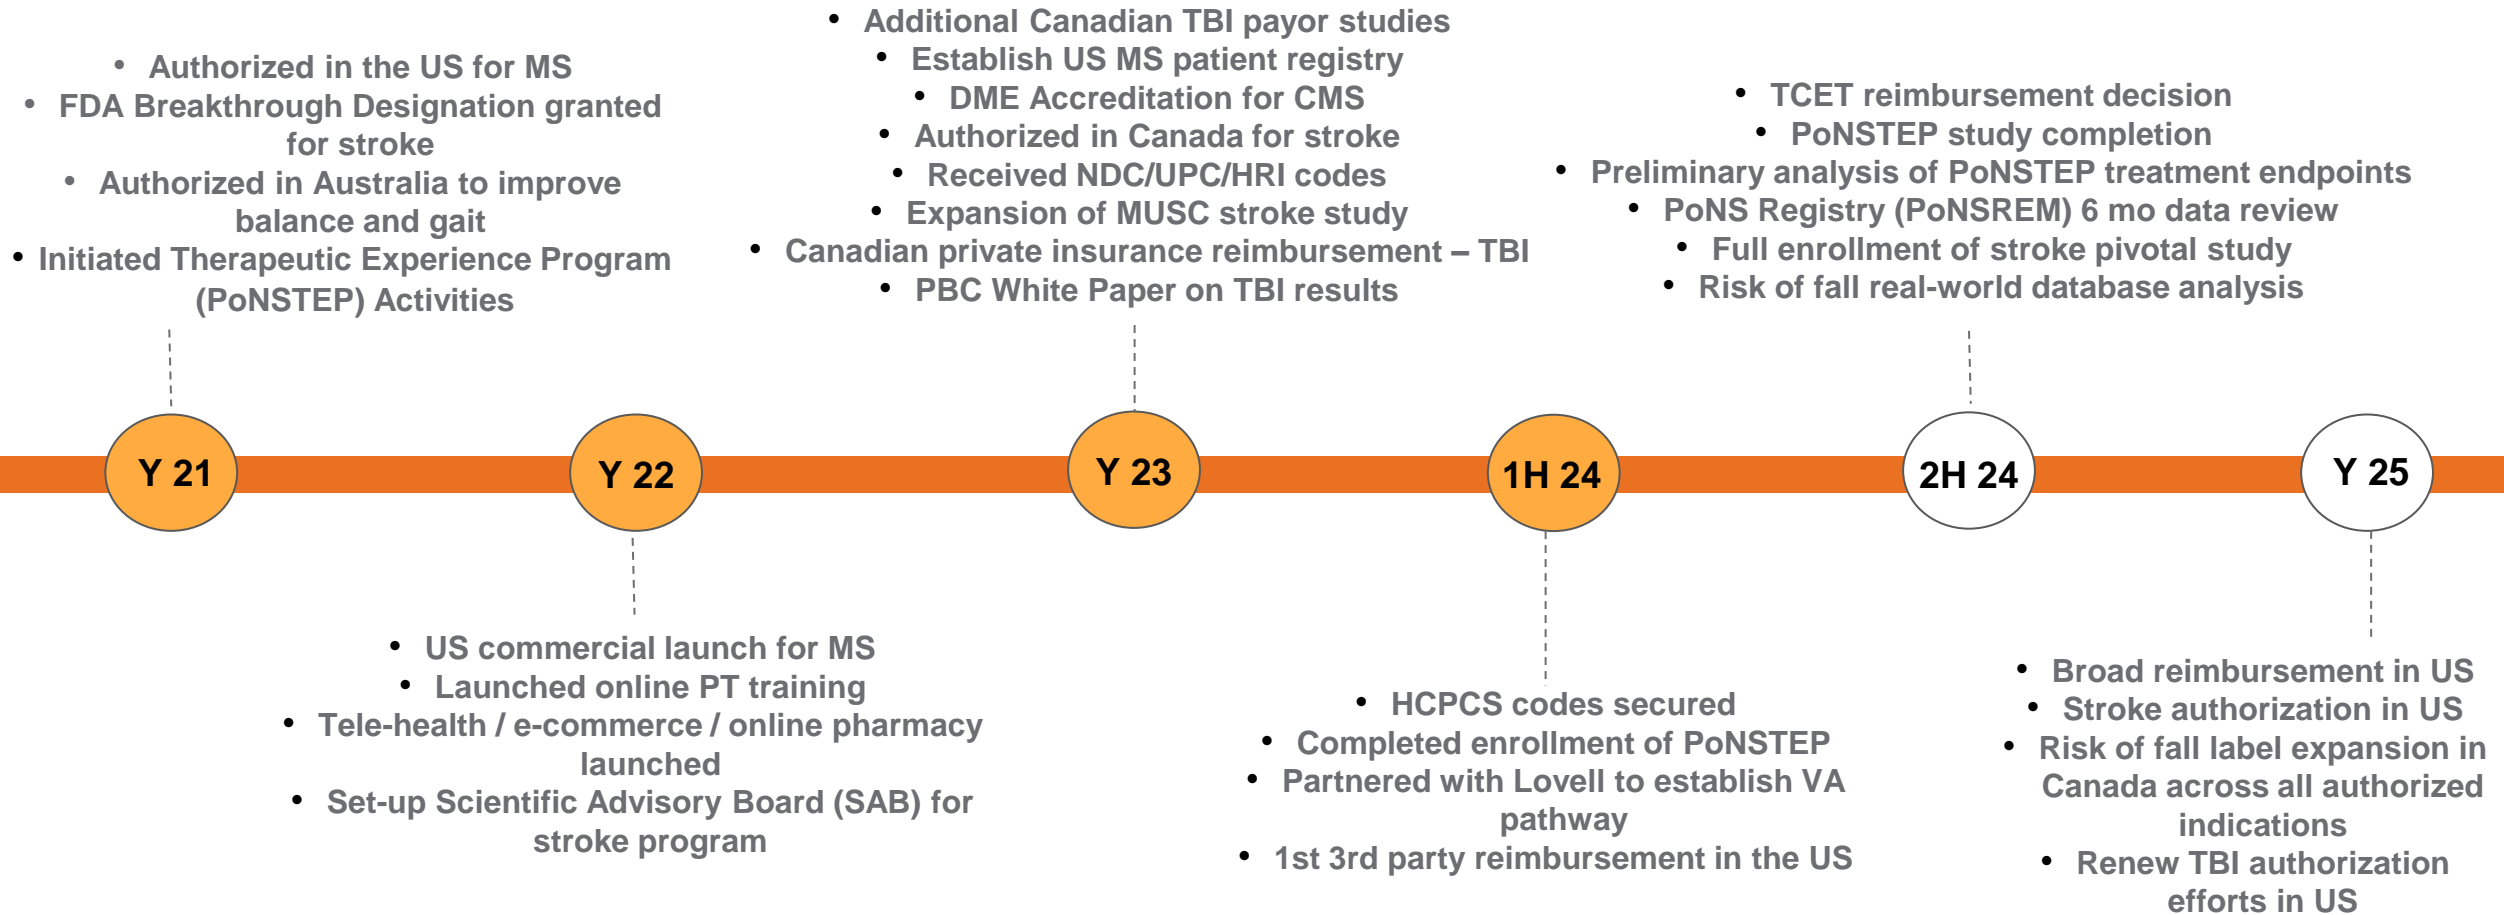 • Authorized in the US for MS
• FDA Breakthrough Designation granted
for stroke
• Authorized in Australia to improve
balance and gait
• Initiated Therapeutic Experience Program
(PoNSTEP) Activities
• Additional Canadian TBI payor studies
• Establish US MS patient registry
• DME Accreditation for CMS
• Authorized in Canada for stroke
• Received NDC/UPC/HRI codes
• Expansion of MUSC stroke study
• Canadian private insurance reimbursement – TBI
• PBC White Paper on TBI results
• TCET reimbursement decision
• PoNSTEP study completion
• Preliminary analysis of PoNSTEP treatment endpoints
• PoNS Registry (PoNSREM) 6 mo data review
• Full enrollment of stroke pivotal study
• Risk of fall real-world database analysis
Y 21
Y 22
Y 23
1H 24
2H 24
Y 25
• US commercial launch for MS
• Launched online PT training
• Tele-health / e-commerce / online pharmacy
launched
• Set-up Scientific Advisory Board (SAB) for
stroke program
• HCPCS codes secured
• Completed enrollment of PoNSTEP
• Partnered with Lovell to establish VA
pathway
• 1st 3rd party reimbursement in the US
• Broad reimbursement in US
• Stroke authorization in US
• Risk of fall label expansion in
Canada across all authorized
indications
• Renew TBI authorization
efforts in US